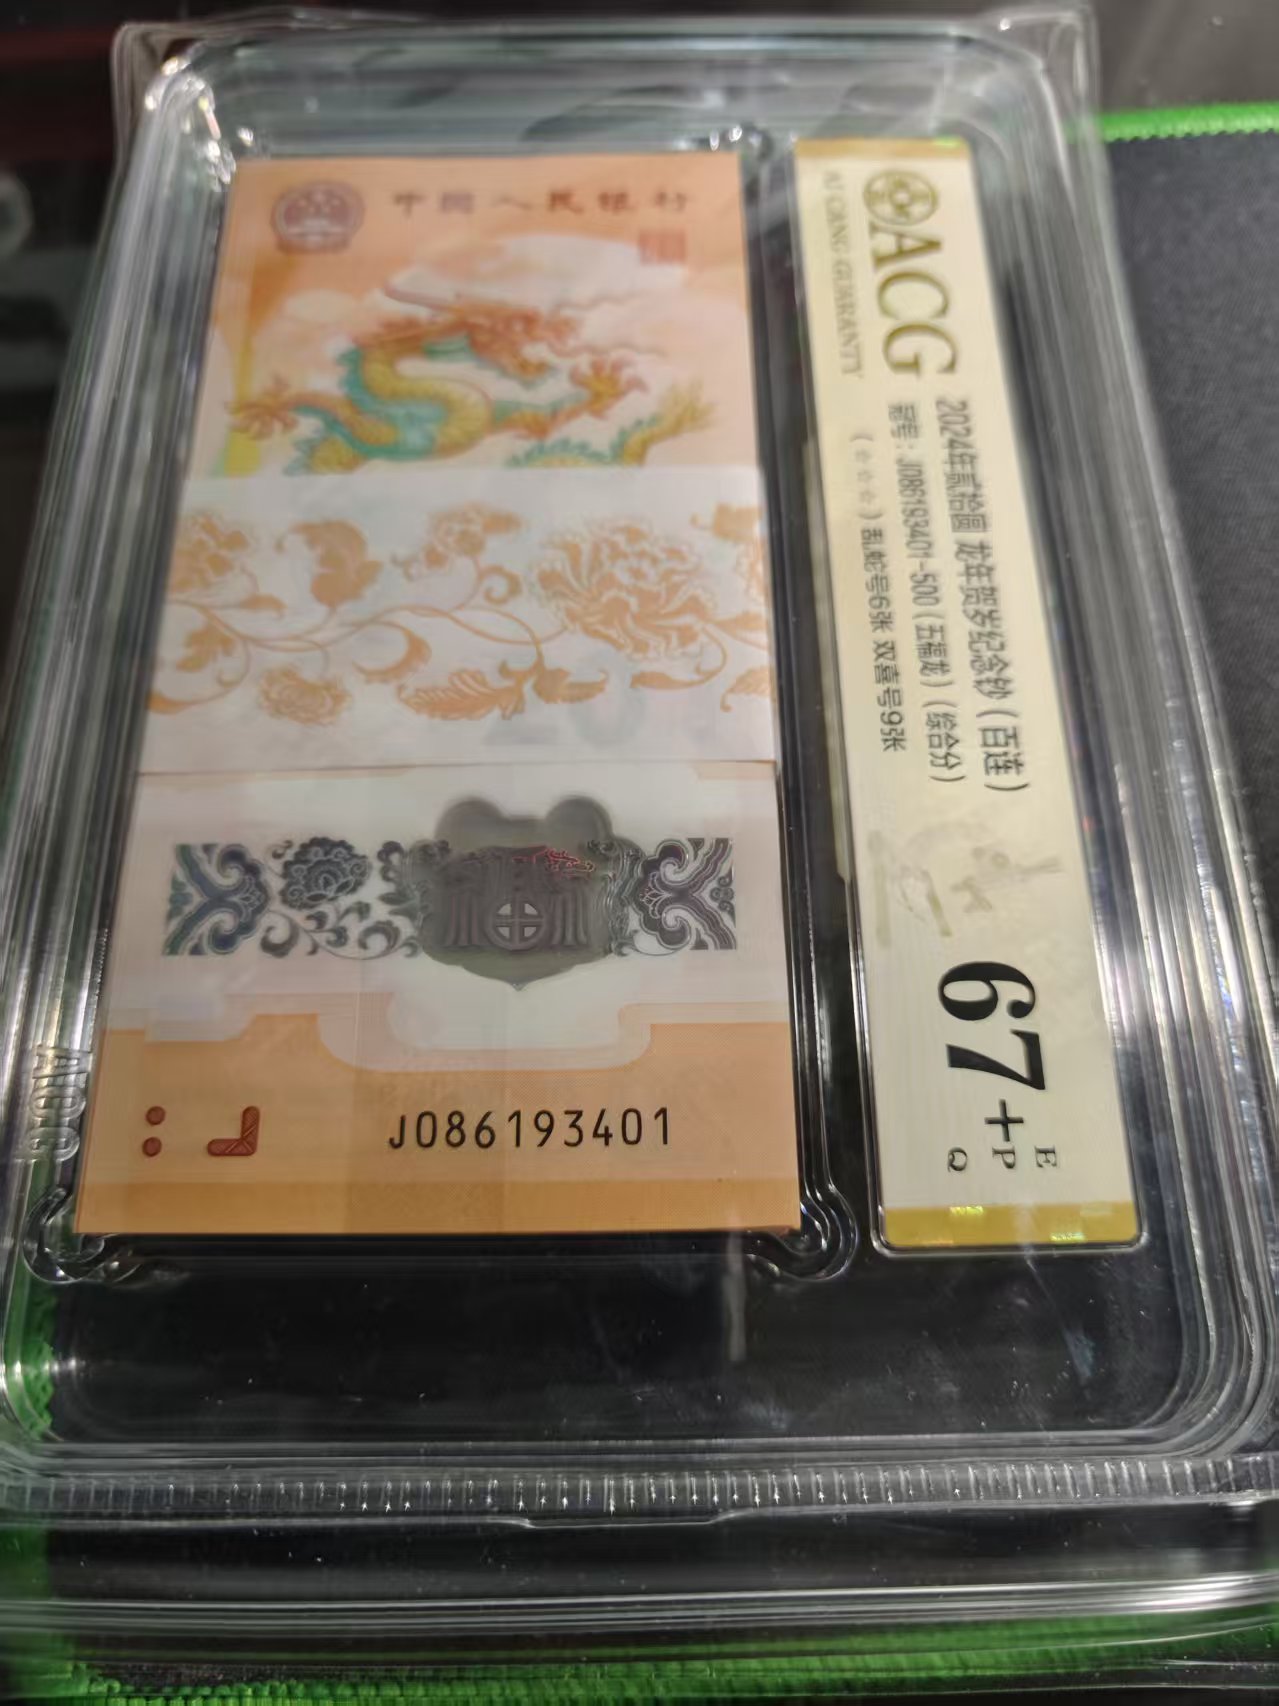 中国人民银行
福
J086193401
ACG
AI CANG GUARANTY
2024年贰拾圆 龙年贺岁纪念钞（百连）
冠号：J086193401-500（五福龙）（综合分）
（☆☆☆）乱蛇号6张 双喜号9张
67+
E
P
Q